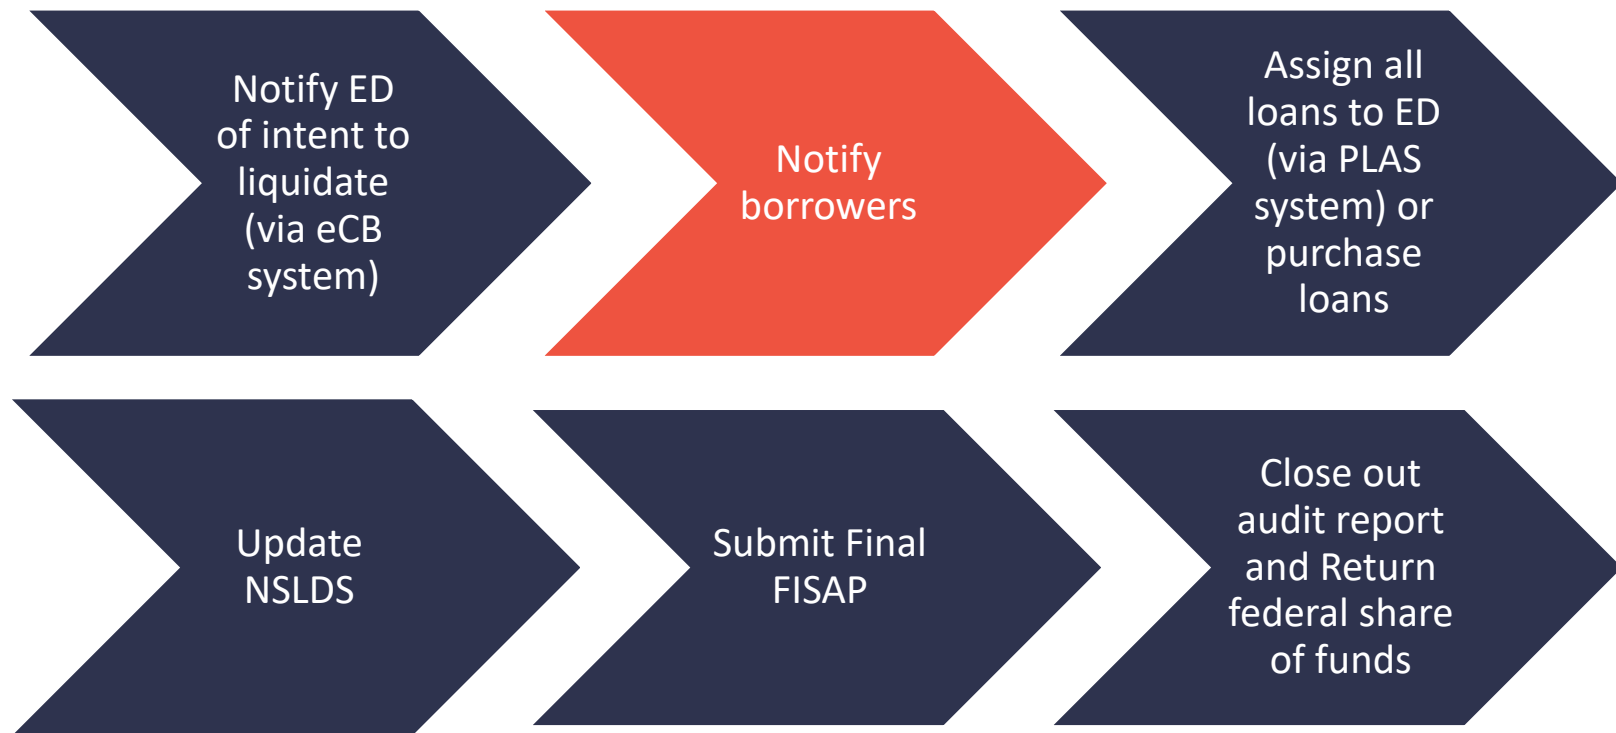 Notify ED
of intent to
liquidate
(via eCB
system)
Notify
borrowers
Assign all
loans to ED
(via PLAS
system) or
purchase
loans
Update
NSLDS
Submit Final
FISAP
Close out
audit report
and Return
federal share
of funds